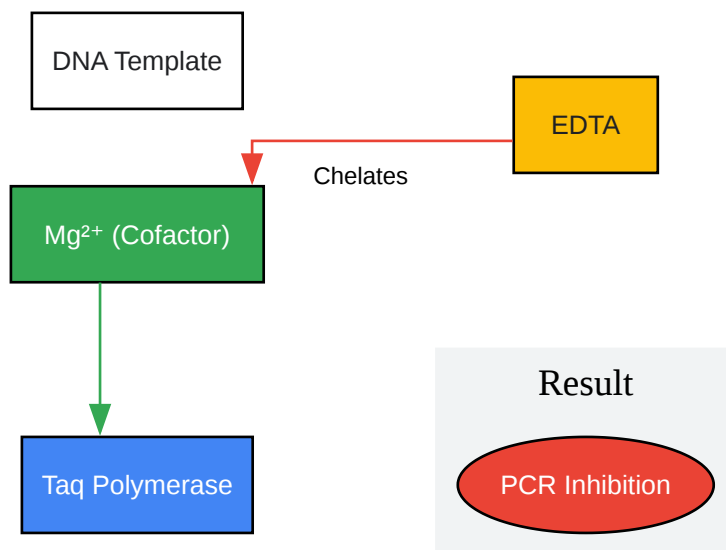 DNA Template
EDTA
Chelates
Mg²⁺ (Cofactor)
Result
Taq Polymerase
PCR Inhibition